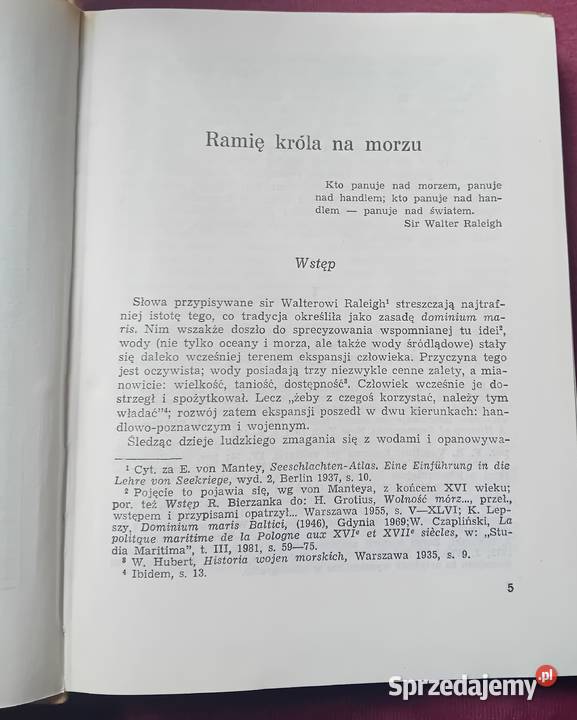 Ramię króla na morzu
Kto panuje nad morzem, panuje
nad handlem; kto panuje nad han-
dlem — panuje nad światem.
Sir Walter Raleigh
Wstęp
Słowa przypisywane sir Walterowi Raleigh¹ streszczają najtraf-
niej istotę tego, co tradycja określiła jako zasadę dominium ma-
ris. Nim wszakże doszło do sprecyzowania wspomnianej tu idei²,
wody (nie tylko oceany i morza, ale także wody śródlądowe) stały
się daleko wcześniej terenem ekspansji człowieka. Przyczyna tego
jest oczywista; wody posiadają trzy niezwykle cenne zalety, a mia-
nowicie: wielkość, taniość, dostępność³. Człowiek wcześnie je do-
strzegł i spożytkował. Lecz „żeby z czegoś korzystać, należy tym
władać”⁴; rozwój zatem ekspansji poszedł w dwu kierunkach: han-
dlowo-poznawczym i wojennym.
Śledząc dzieje ludzkiego zmagania się z wodami i opanowywa-
¹ Cyt. za E. von Mantey, Seeschlachten-Atlas. Eine Einführung in die
Lehre von Seekriege, wyd. 2, Berlin 1937, s. 10.
² Pojęcie to pojawia się, wg von Manteya, z końcem XVI wieku;
por. też Wstęp R. Bierzanka do: H. Grotius, Wolność mórz..., przeł.,
wstępem i przypisami opatrzył... Warszawa 1955, s. V—XLVI; K. Lep-
szy, Dominium maris Baltici, (1946), Gdynia 1969;W. Czapliński, La
politque maritime de la Pologne aux XVIe et XVIIe siècles, w: „Stu-
dia Maritima”, t. III, 1981, s. 59—75.
³ W. Hubert, Historia wojen morskich, Warszawa 1935, s. 9.
⁴ Ibidem, s. 13.
5
Sprzedajemy.pl